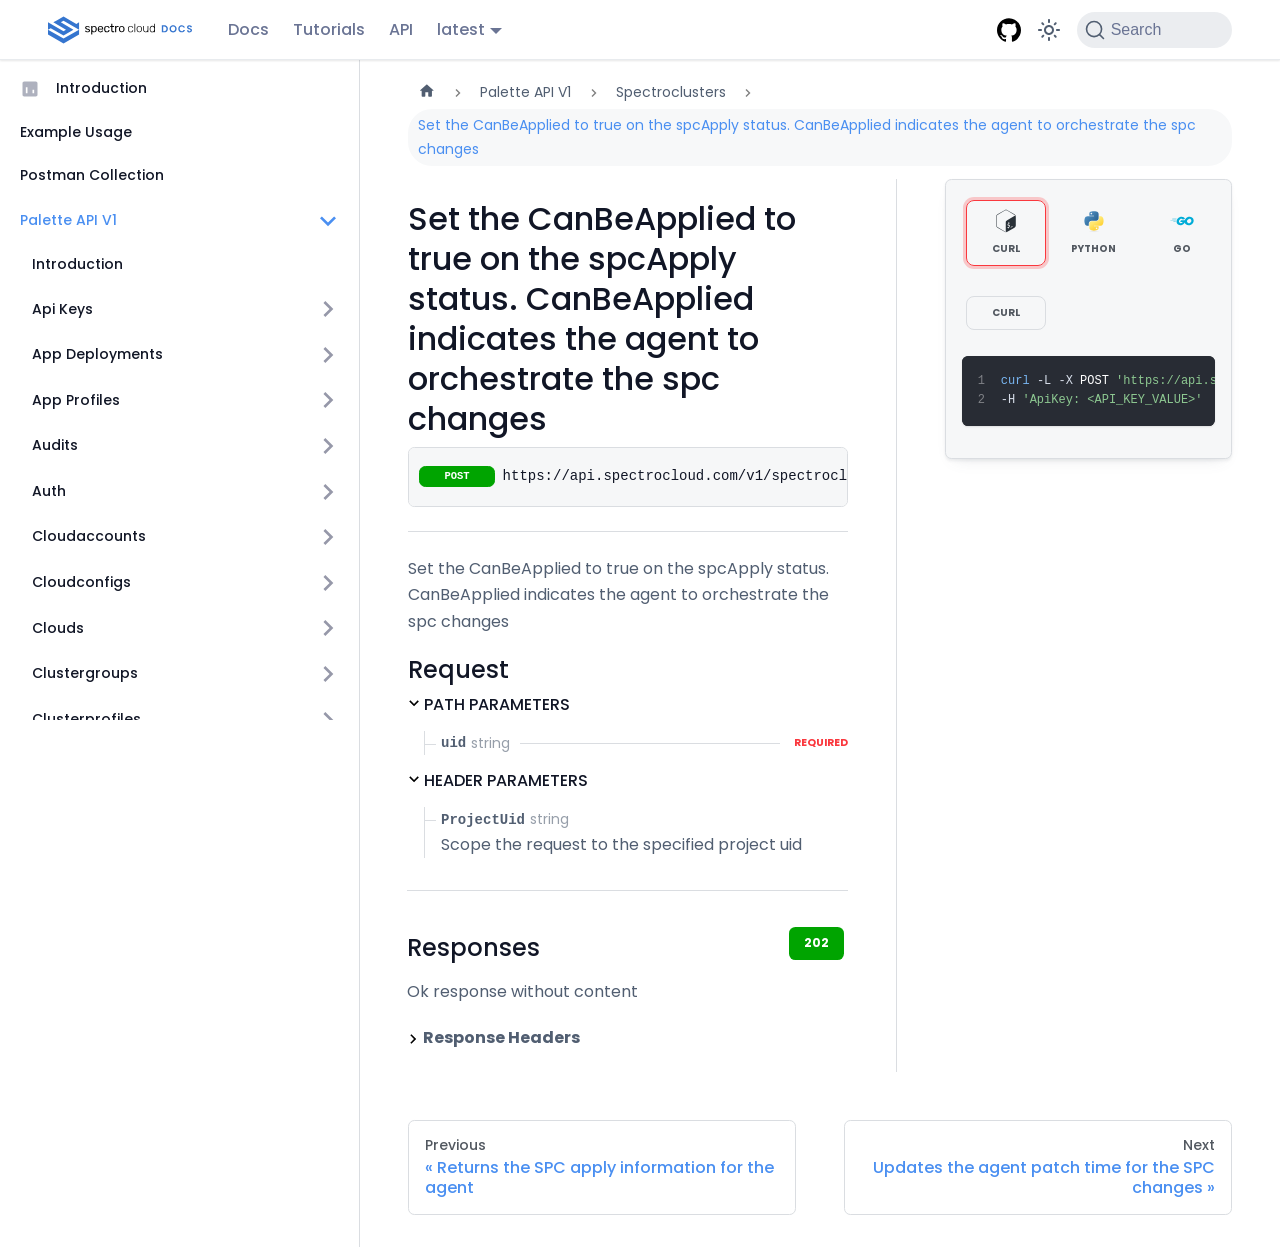 spectro cloud DOCS
Docs
Tutorials
API
latest
Search
Introduction
Example Usage
Postman Collection
Palette API V1
Introduction
Api Keys
App Deployments
App Profiles
Audits
Auth
Cloudaccounts
Cloudconfigs
Clouds
Clustergroups
Clusterprofiles
Palette API V1
Spectroclusters
Set the CanBeApplied to true on the spcApply status. CanBeApplied indicates the agent to orchestrate the spc
changes
Set the CanBeApplied to
true on the spcApply
status. CanBeApplied
indicates the agent to
orchestrate the spc
changes
POST https://api.spectrocloud.com/v1/spectrocl
Set the CanBeApplied to true on the spcApply status.
CanBeApplied indicates the agent to orchestrate the
spc changes
Request
PATH PARAMETERS
uid string REQUIRED
HEADER PARAMETERS
ProjectUid string
Scope the request to the specified project uid
Responses
202
Ok response without content
Response Headers
CURL
PYTHON
GO
CURL
1 curl -L -X POST 'https://api.s
2 -H 'ApiKey: <API_KEY_VALUE>'
Previous
« Returns the SPC apply information for the
agent
Next
Updates the agent patch time for the SPC
changes »